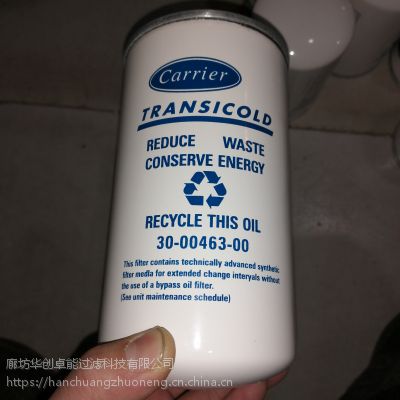 Carrier
TRANSICOLD
REDUCE WASTE
CONSERVE ENERGY
RECYCLE THIS OIL
30-00463-00
This filter contains technically advanced synthetic
filter media for extended change intervals without
the use of a bypass oil filter.
(See unit maintenance schedule)
廊坊华创卓能过滤科技有限公司
https://hanchuangzhuoneng.cn.china.cn